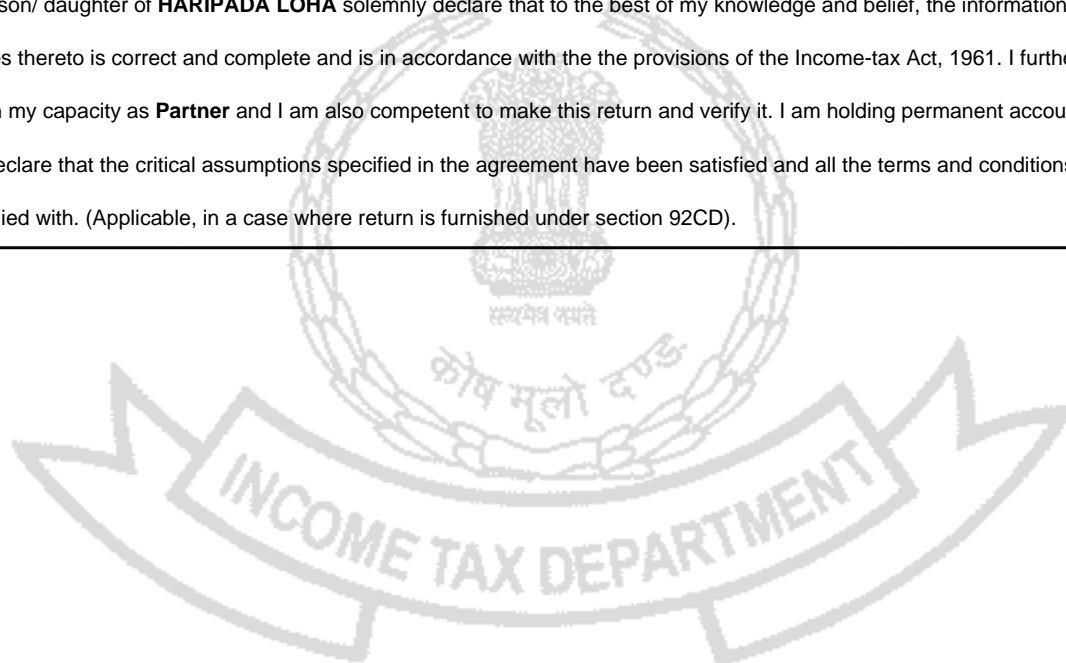 son/ daughter of HARIPADA LOHA solemnly declare that to the best of my knowledge and belief, the information
es thereto is correct and complete and is in accordance with the the provisions of the Income-tax Act, 1961. I furthe
n my capacity as Partner and I am also competent to make this return and verify it. I am holding permanent accou
eclare that the critical assumptions specified in the agreement have been satisfied and all the terms and conditions
lied with. (Applicable, in a case where return is furnished under section 92CD).
सत्यमेव जयते
कोष मूलो दण्ड:
INCOME TAX DEPARTMENT